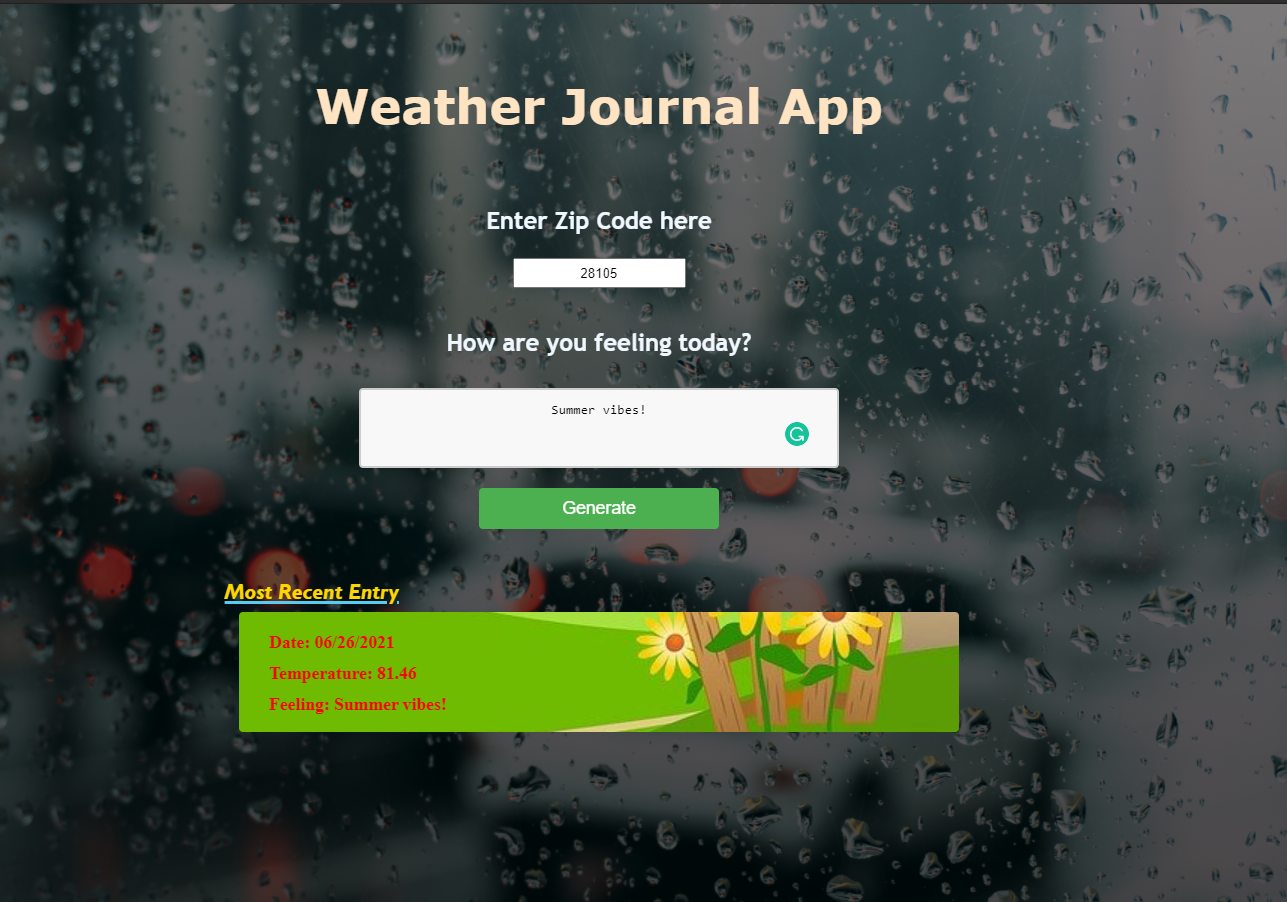 Weather Journal App
Enter Zip Code here
28105
How are you feeling today?
Summer vibes!
Generate
Most Recent Entry
Date: 06/26/2021
Temperature: 81.46
Feeling: Summer vibes!